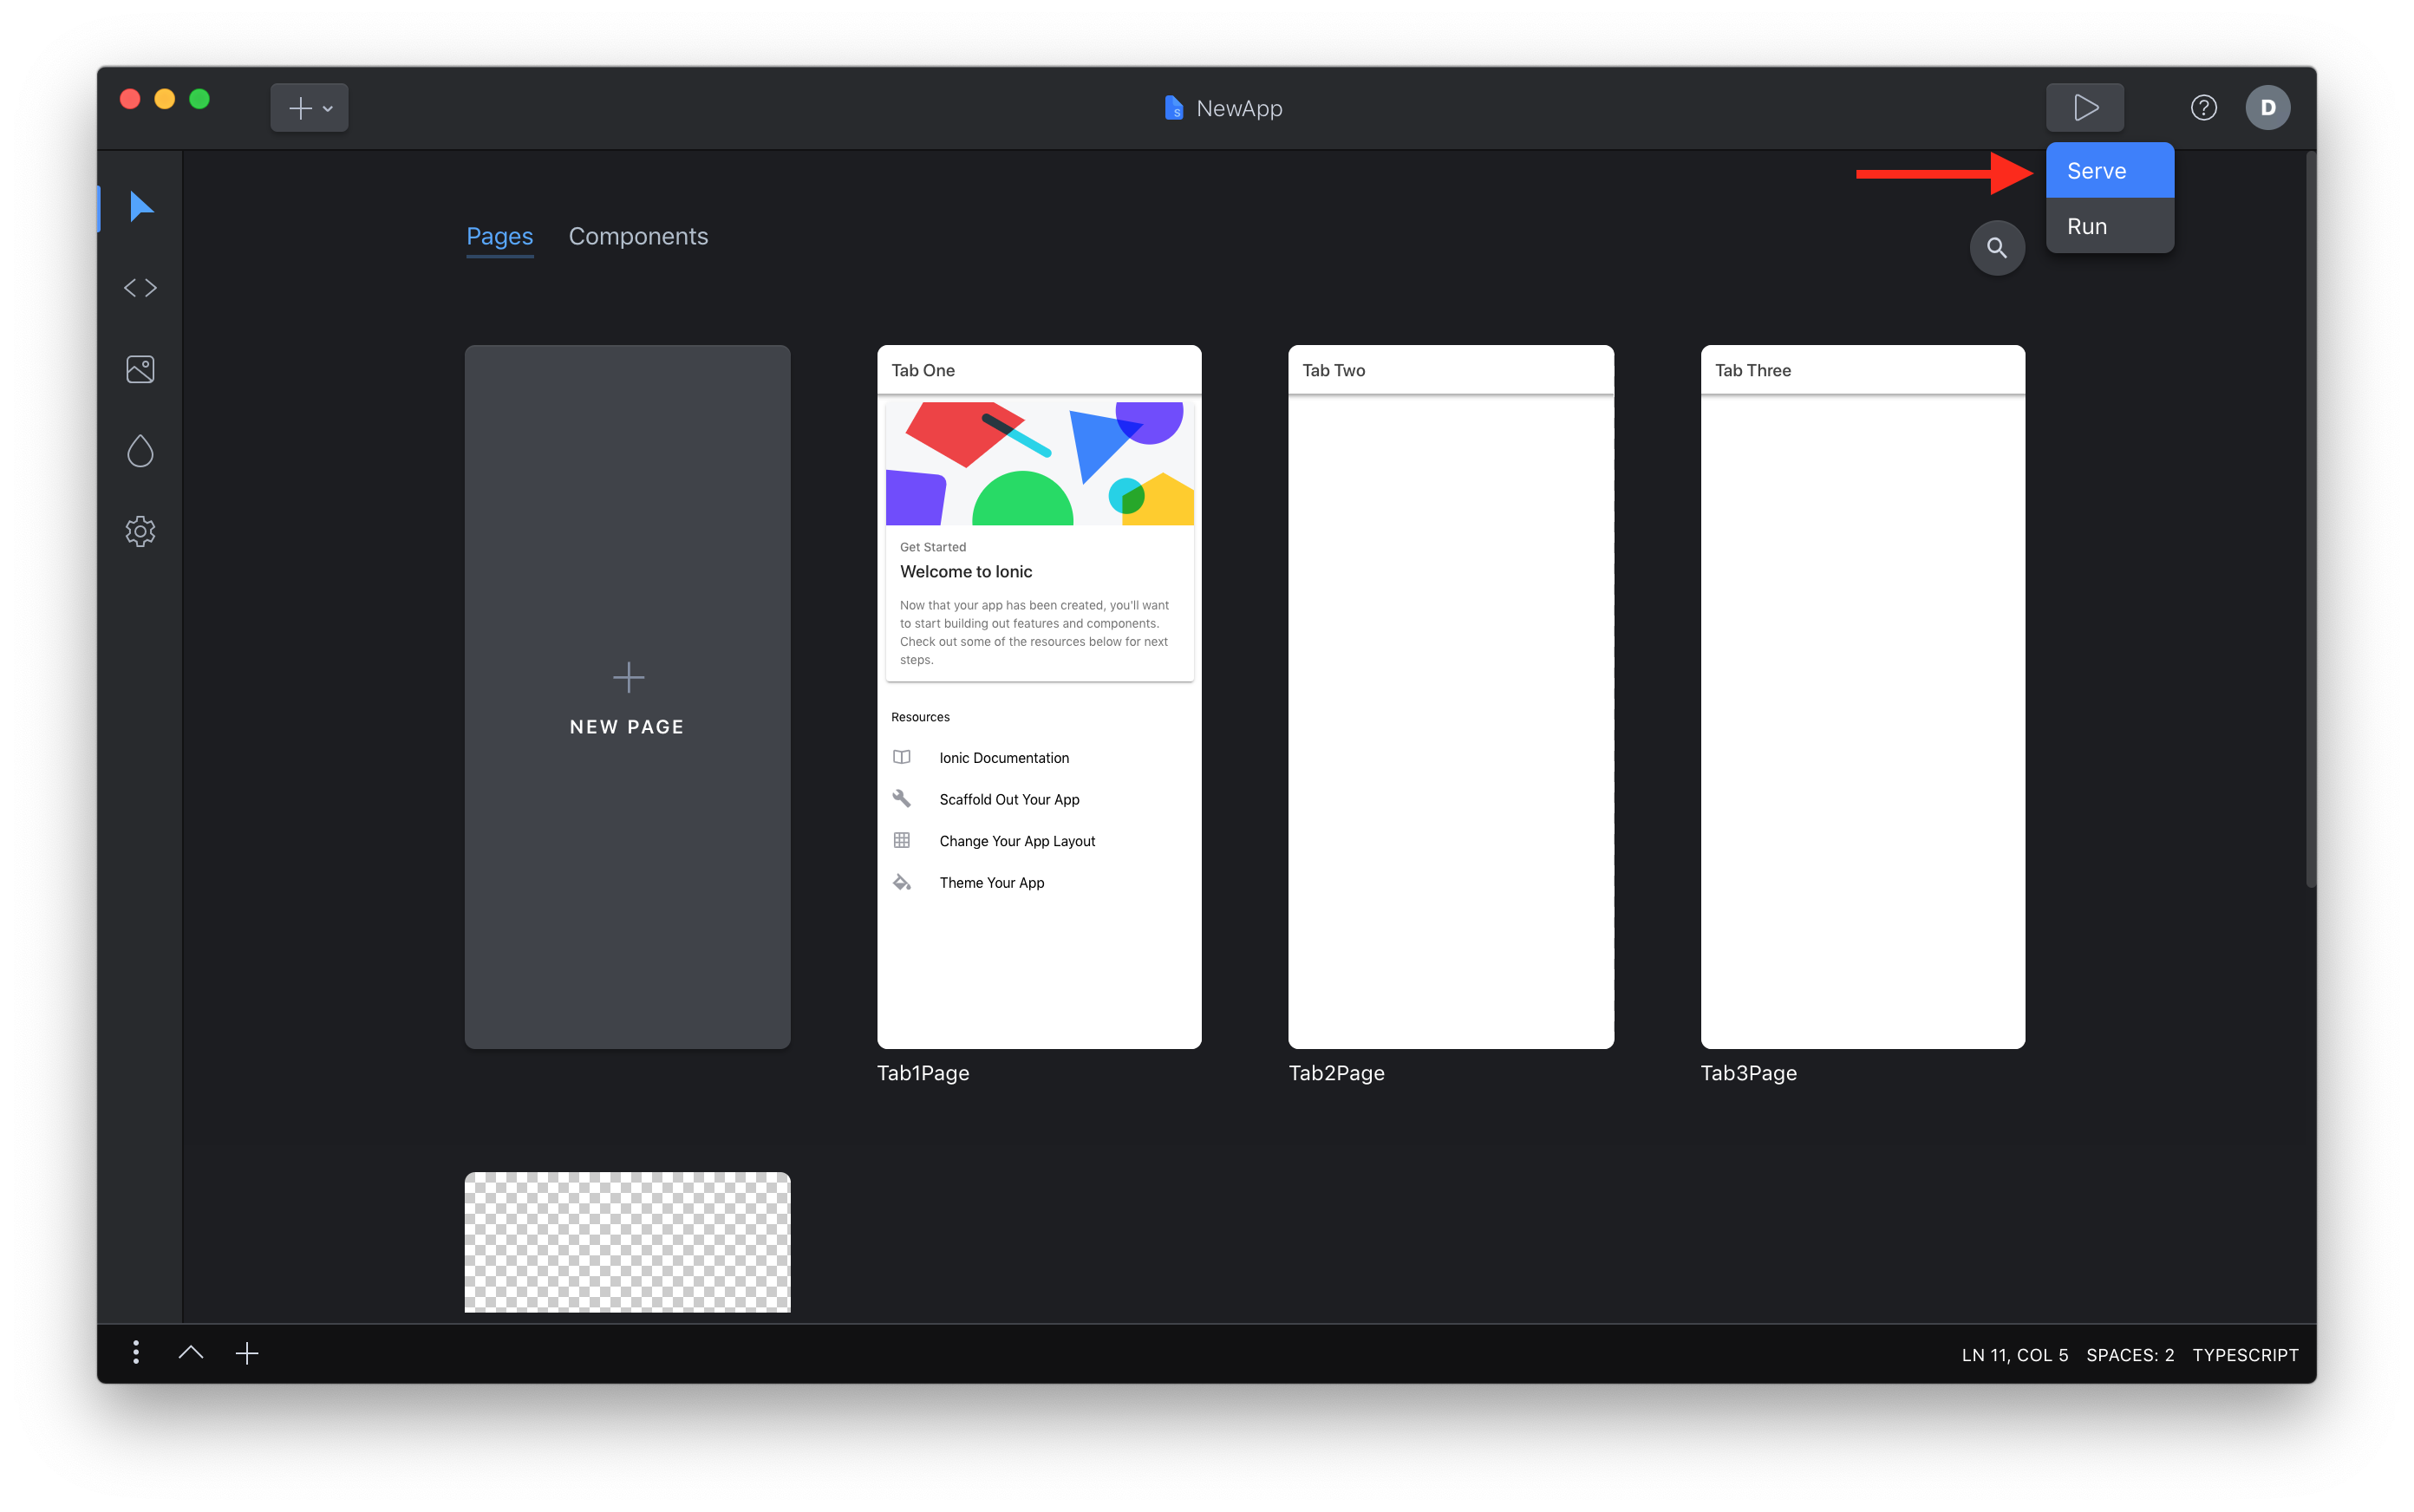 NewApp
D
Serve
Run
Pages
Components
NEW PAGE
Tab One
Get Started
Welcome to Ionic
Now that your app has been created, you'll want
to start building out features and components.
Check out some of the resources below for next
steps.
Resources
Ionic Documentation
Scaffold Out Your App
Change Your App Layout
Theme Your App
Tab1Page
Tab Two
Tab2Page
Tab Three
Tab3Page
LN 11, COL 5 SPACES: 2 TYPESCRIPT